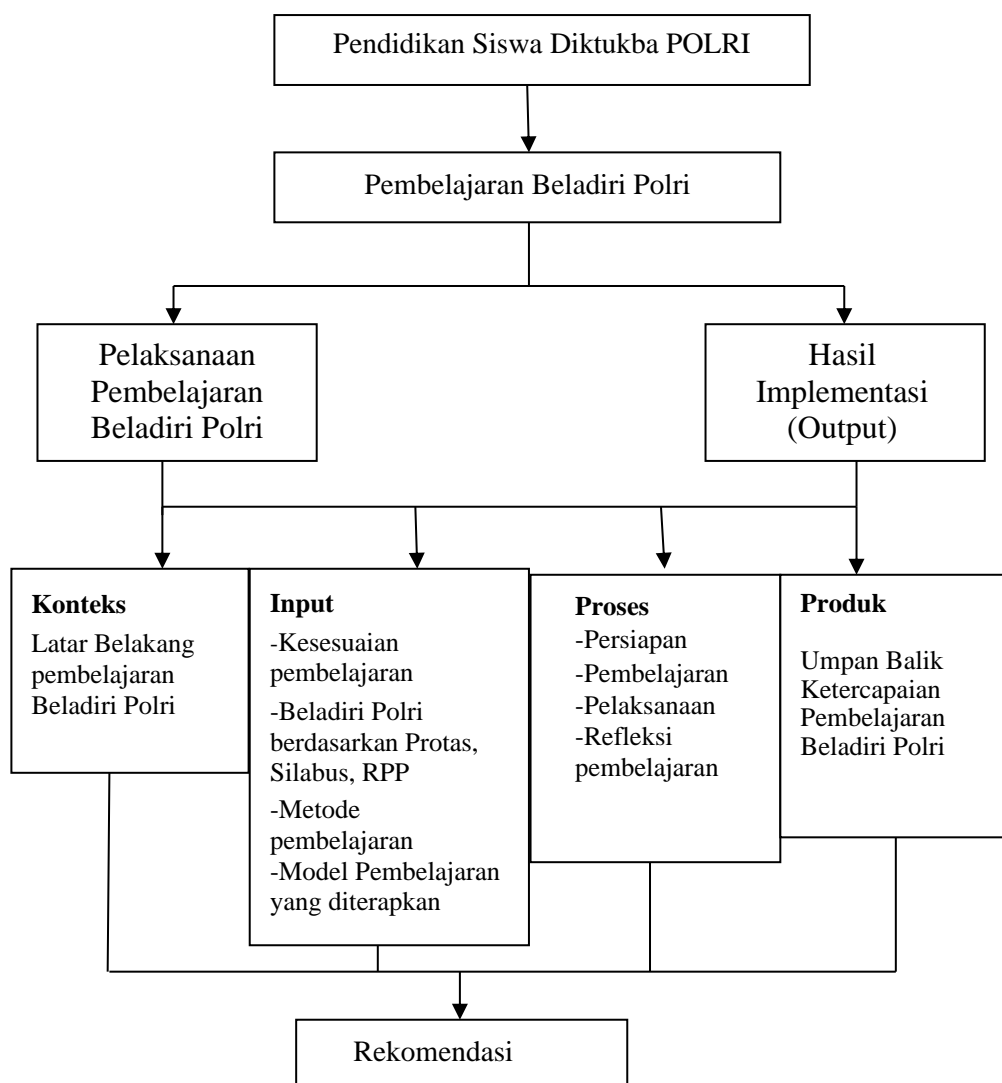 Pendidikan Siswa Diktukba POLRI
Pembelajaran Beladiri Polri
Pelaksanaan
Pembelajaran
Beladiri Polri
Hasil
Implementasi
(Output)
Konteks
Latar Belakang
pembelajaran
Beladiri Polri
Input
-Kesesuaian
pembelajaran
-Beladiri Polri
berdasarkan Protas,
Silabus, RPP
-Metode
pembelajaran
-Model Pembelajaran
yang diterapkan
Proses
-Persiapan
-Pembelajaran
-Pelaksanaan
-Refleksi
pembelajaran
Produk
Umpan Balik
Ketercapaian
Pembelajaran
Beladiri Polri
Rekomendasi